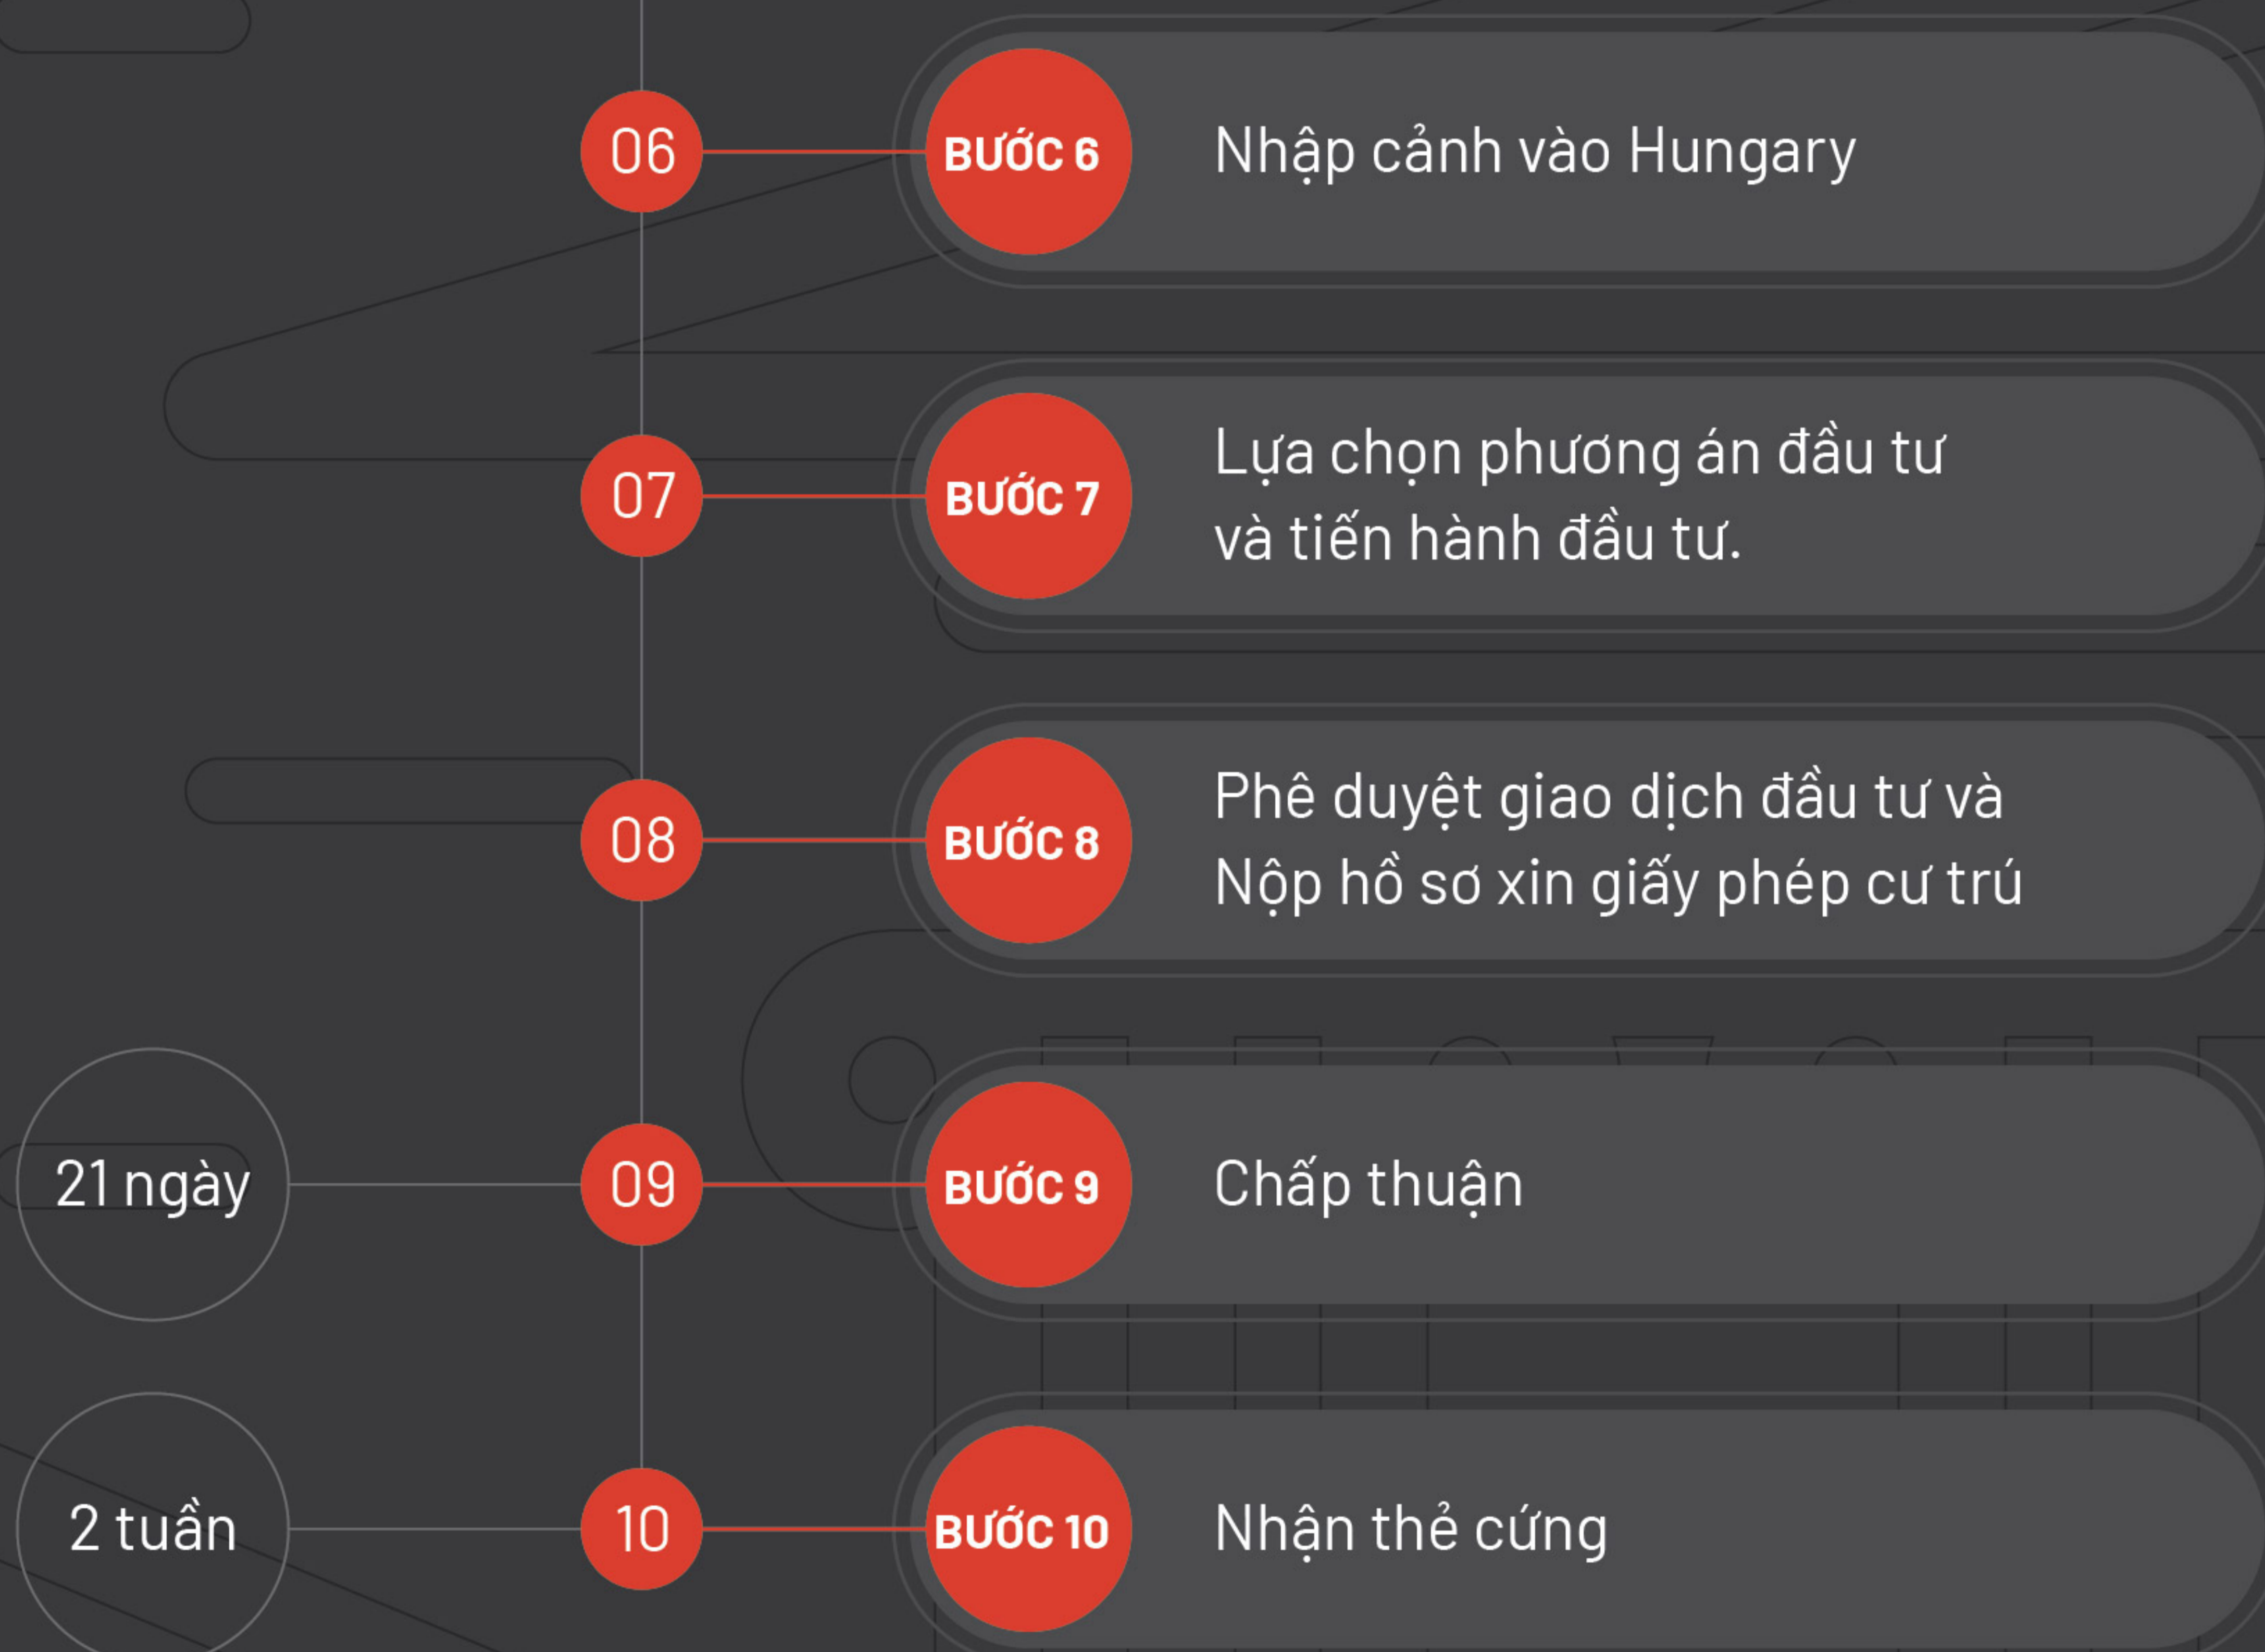 06
BƯỚC 6
Nhập cảnh vào Hungary
07
BƯỚC 7
Lựa chọn phương án đầu tư
và tiến hành đầu tư.
08
BƯỚC 8
Phê duyệt giao dịch đầu tư và
Nộp hồ sơ xin giấy phép cư trú
21 ngày
09
BƯỚC 9
Chấp thuận
2 tuần
10
BƯỚC 10
Nhận thẻ cứng